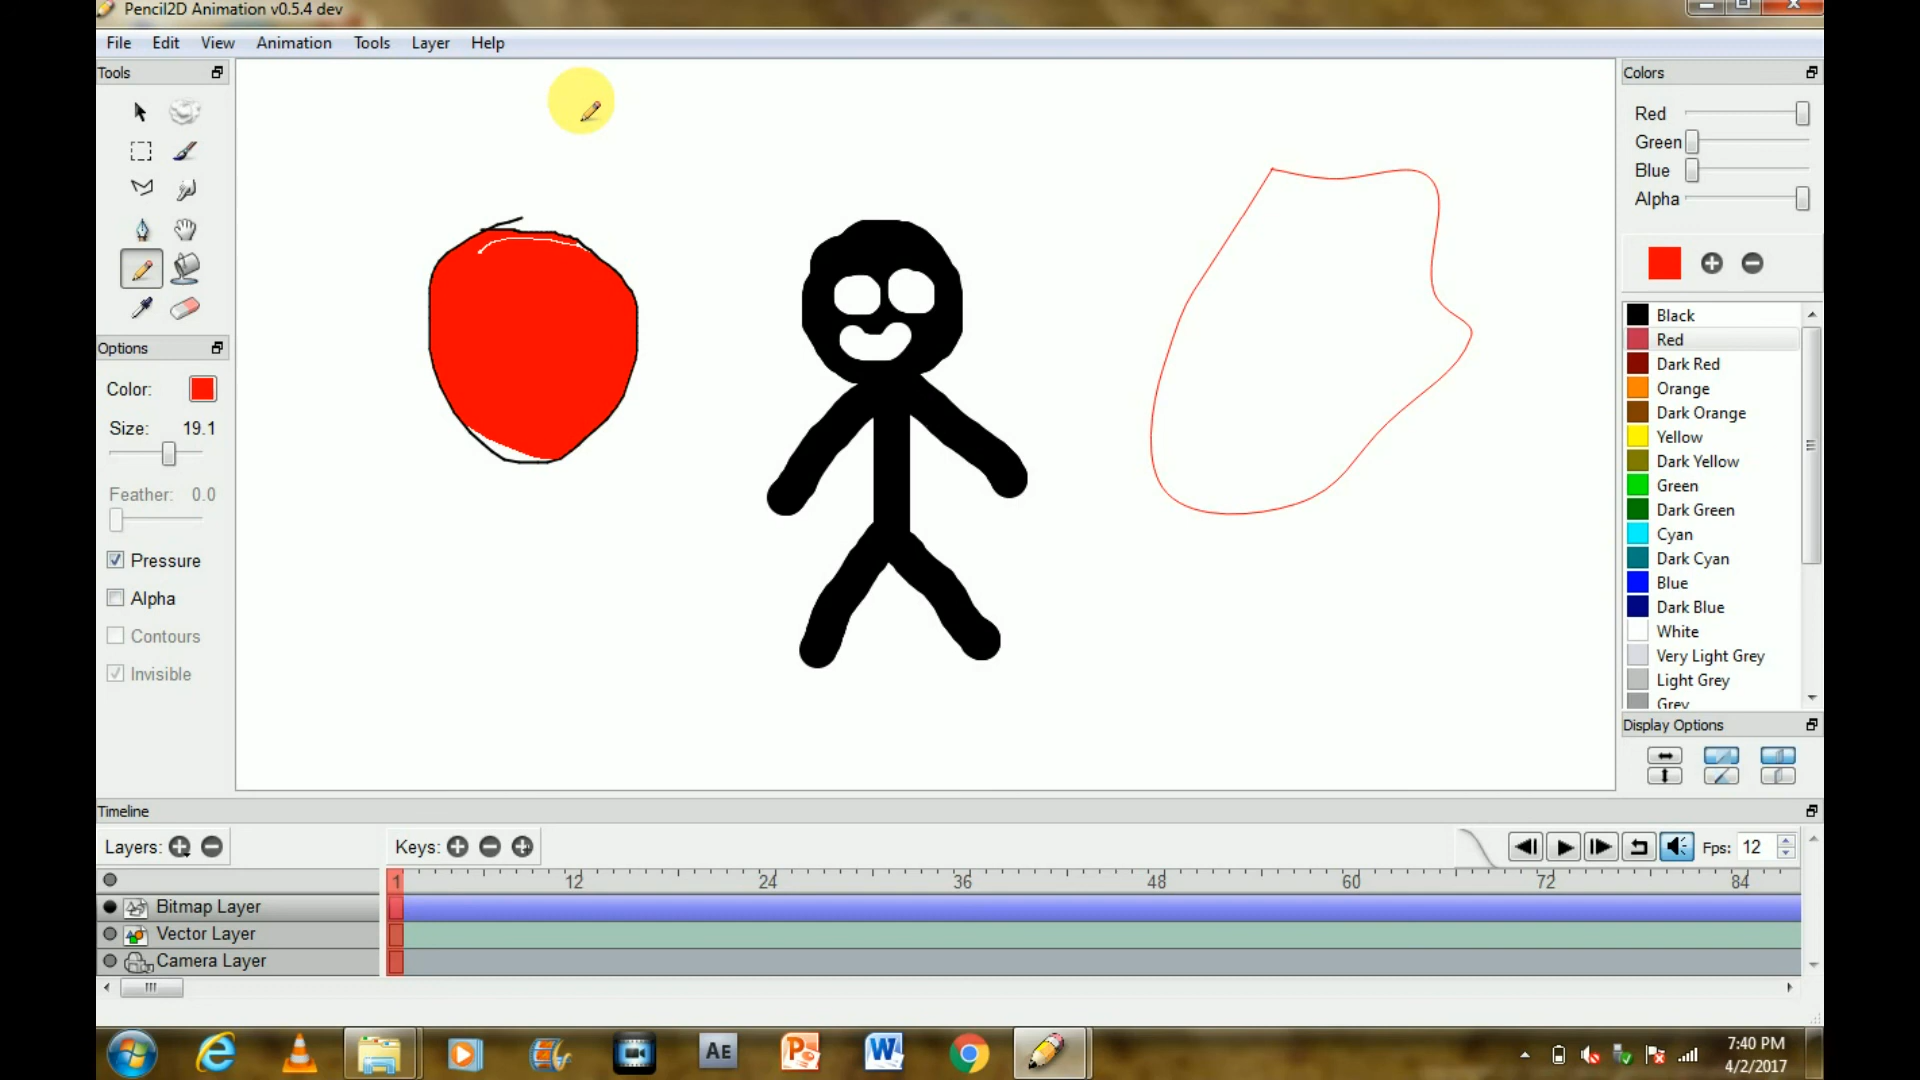 Pencil2D Animation v0.5.4 dev
File Edit View Animation Tools Layer Help
Tools
Options
Color:
Size: 19.1
Feather: 0.0
Pressure
Alpha
Contours
Invisible
Colors
Red
Green
Blue
Alpha
Black
Red
Dark Red
Orange
Dark Orange
Yellow
Dark Yellow
Green
Dark Green
Cyan
Dark Cyan
Blue
Dark Blue
White
Very Light Grey
Light Grey
Grey
Display Options
Timeline
Layers: Keys: Fps: 12
1 12 24 36 48 60 72 84
Bitmap Layer
Vector Layer
Camera Layer
AE P W
7:40 PM
4/2/2017